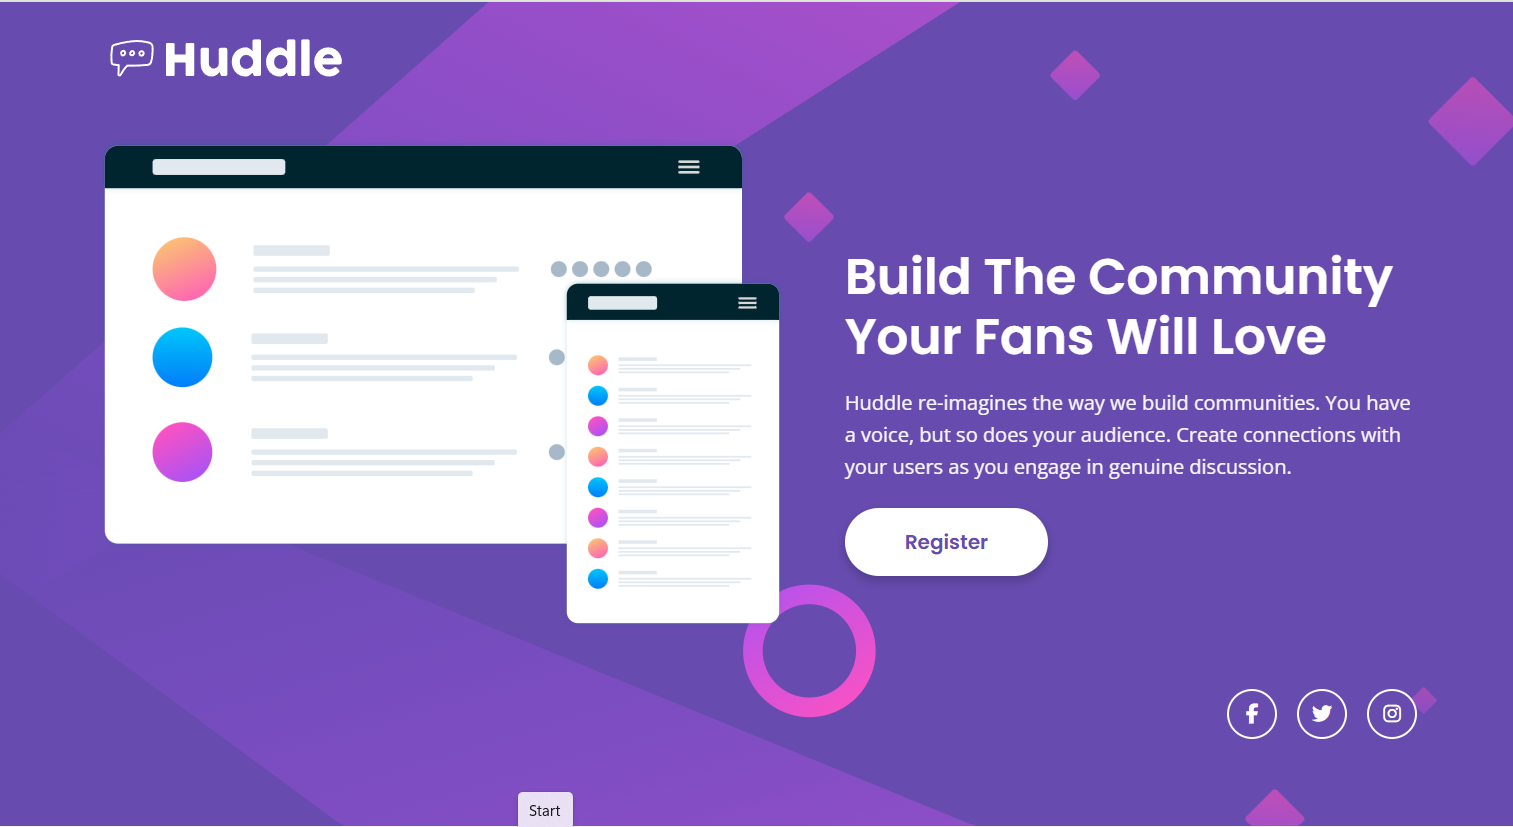 Huddle
Build The Community
Your Fans Will Love
Huddle re-imagines the way we build communities. You have
a voice, but so does your audience. Create connections with
your users as you engage in genuine discussion.
Register
Start